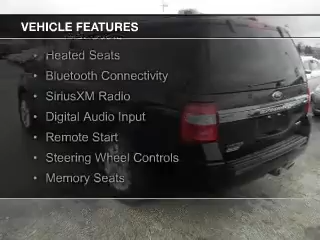 VEHICLE FEATURES
• Heated Seats
• Bluetooth Connectivity
• SiriusXM Radio
• Digital Audio Input
• Remote Start
• Steering Wheel Controls
• Memory Seats